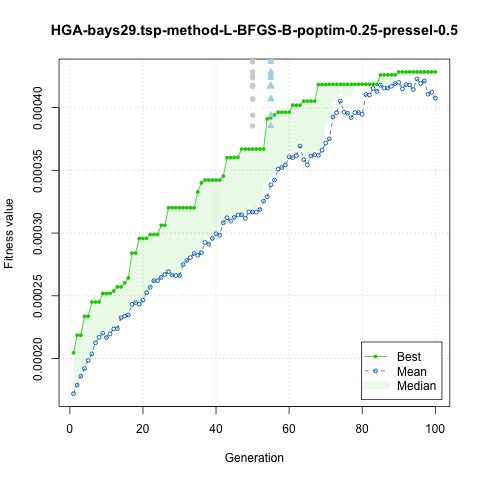 HGA-bays29.tsp-method-L-BFGS-B-poptim-0.25-pressel-0.5
Fitness value
0.00040
0.00035
0.00030
0.00025
0.00020
Best
Mean
Median
0 20 40 60 80 100
Generation